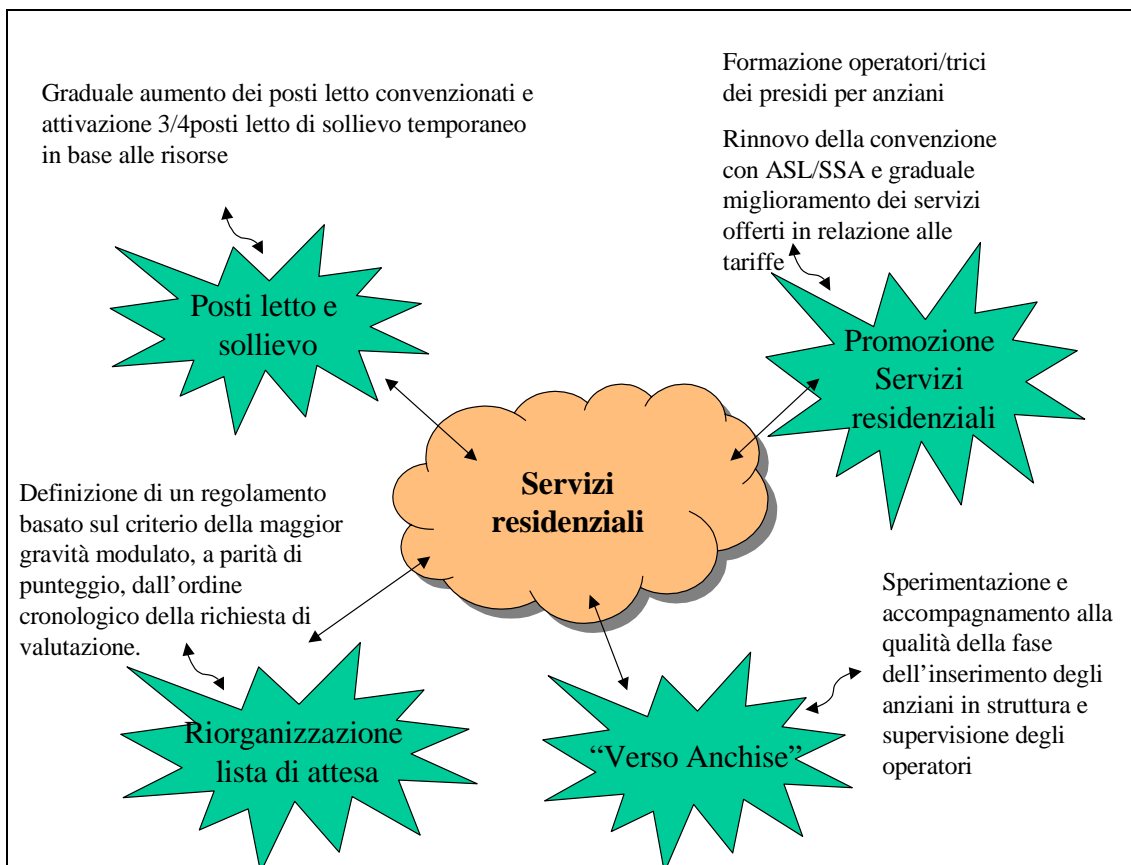 Graduale aumento dei posti letto convenzionati e
attivazione 3/4posti letto di sollievo temporaneo
in base alle risorse
Formazione operatori/trici
dei presidi per anziani
Rinnovo della convenzione
con ASL/SSA e graduale
miglioramento dei servizi
offerti in relazione alle
tariffe
Posti letto e
sollievo
Promozione
Servizi
residenziali
Servizi
residenziali
Definizione di un regolamento
basato sul criterio della maggior
gravità modulato, a parità di
punteggio, dall’ordine
cronologico della richiesta di
valutazione.
Sperimentazione e
accompagnamento alla
qualità della fase
dell’inserimento degli
anziani in struttura e
supervisione degli
operatori
Riorganizzazione
lista di attesa
“Verso Anchise”